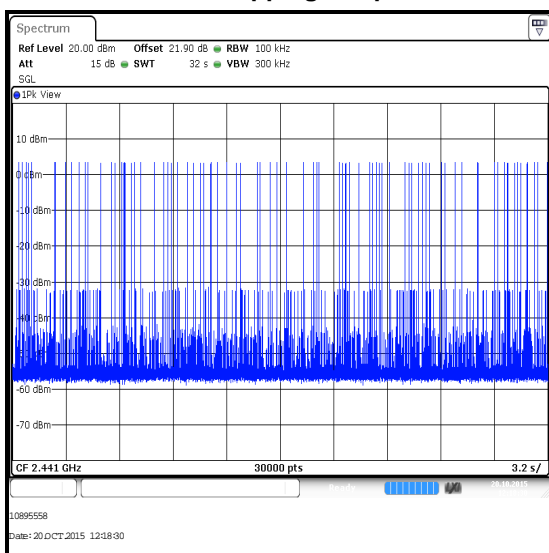 Spectrum
Ref Level 20.00 dBm Offset 21.90 dB RBW 100 kHz
Att 15 dB SWT 32 s VBW 300 kHz
SGL
1Pk View
10 dBm
0 dBm
-10 dBm
-20 dBm
-30 dBm
-40 dBm
-60 dBm
-70 dBm
CF 2.441 GHz 30000 pts 3.2 s/
Ready 20.10.2015
10895558
Date: 20.OCT.2015 12:18:30